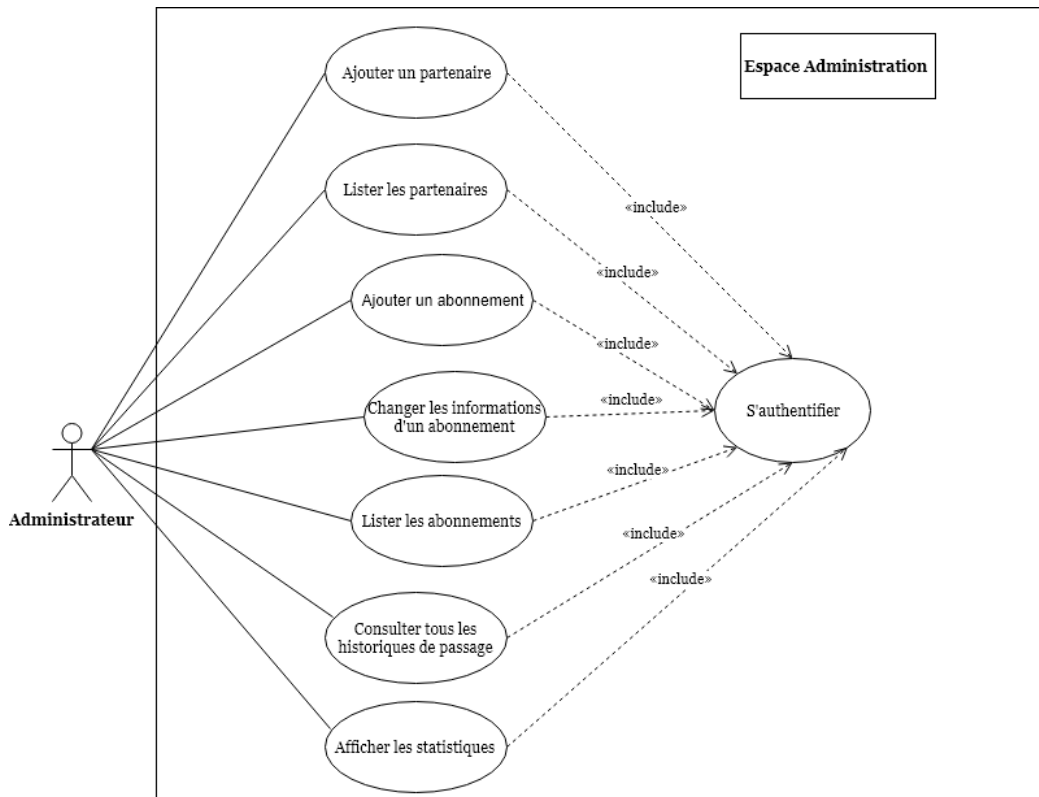 Ajouter un partenaire
Espace Administration
Lister les partenaires
«include»
«include»
Ajouter un abonnement
«include»
Changer les informations
d'un abonnement
«include»
S'authentifier
Administrateur
Lister les abonnements
«include»
«include»
Consulter tous les
historiques de passage
«include»
Afficher les statistiques